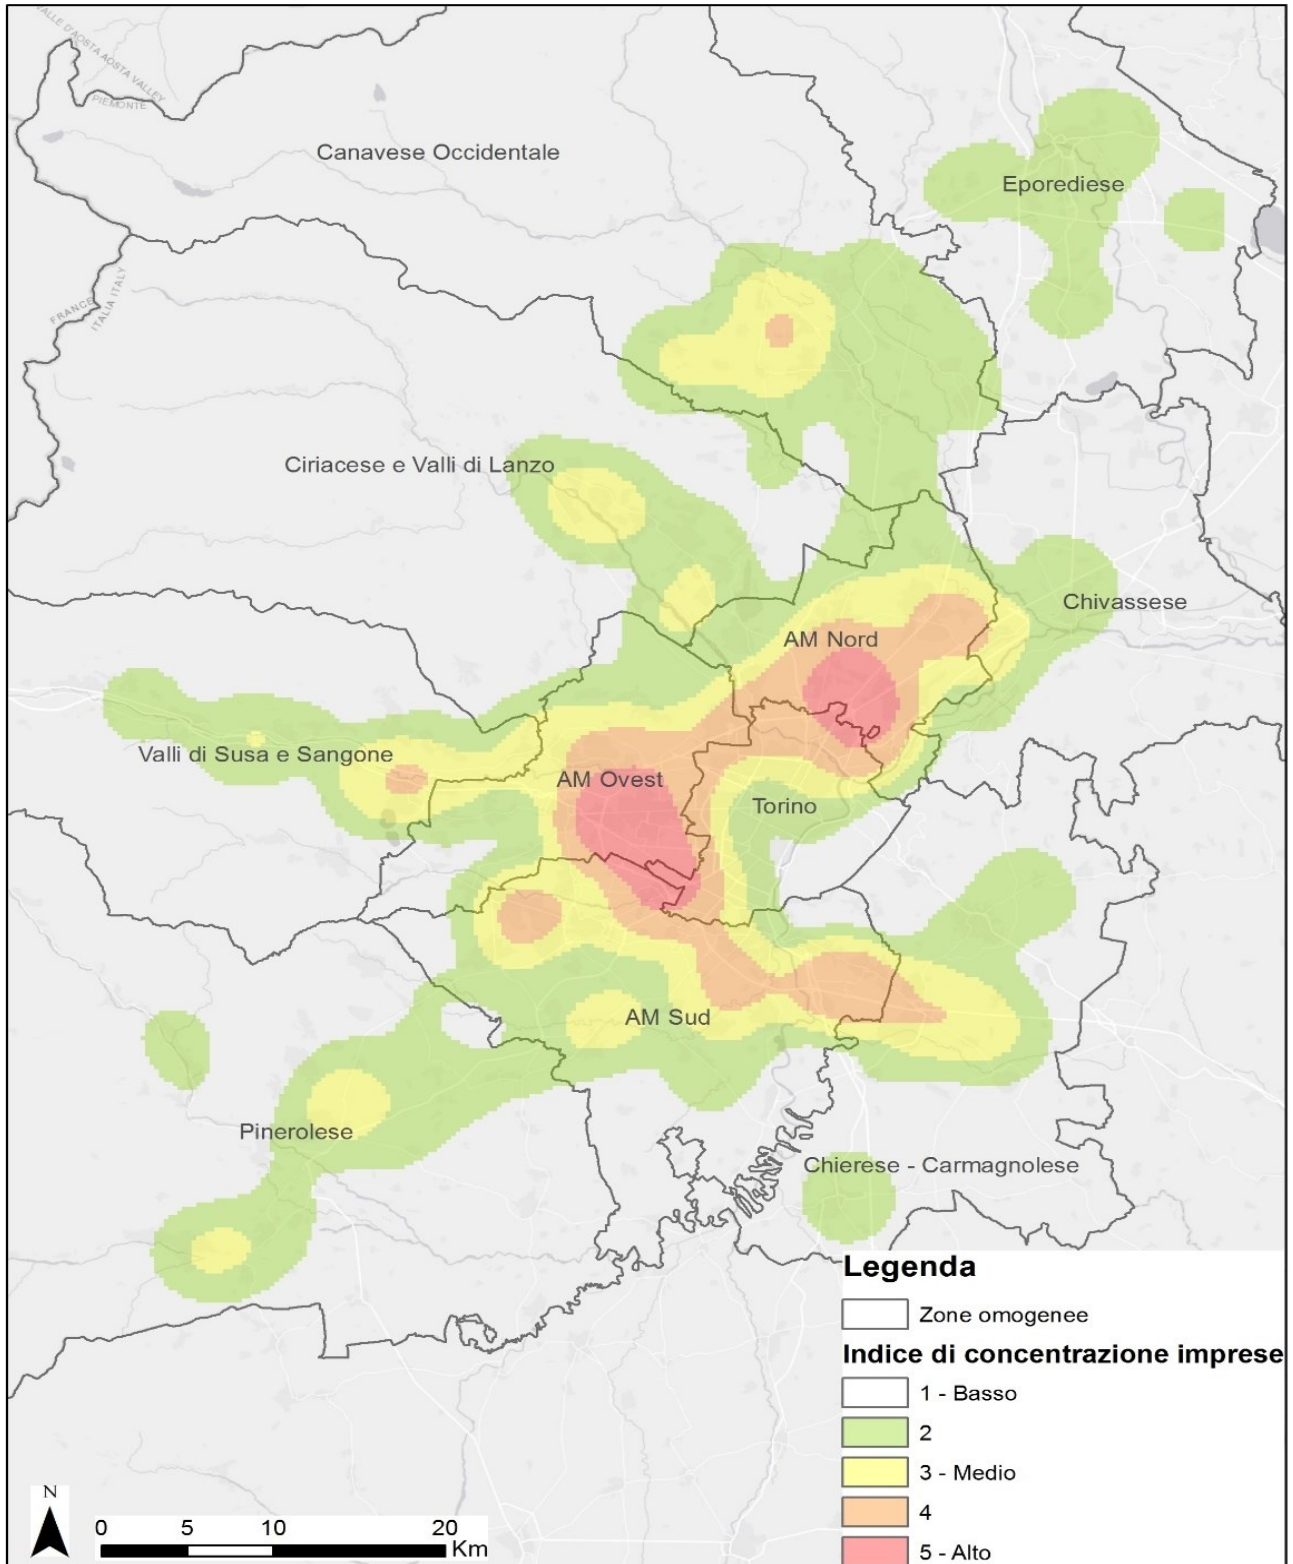 VALLE D'AOSTA AOSTA VALLEY
PIEMONTE
Canavese Occidentale
Eporediese
FRANCE
ITALIA ITALY
Ciriacese e Valli di Lanzo
Chivassese
AM Nord
Valli di Susa e Sangone
AM Ovest
Torino
AM Sud
Pinerolese
Chierese - Carmagnolese
Legenda
Zone omogenee
Indice di concentrazione imprese
1 - Basso
2
3 - Medio
4
5 - Alto
N
0 5 10 20
Km